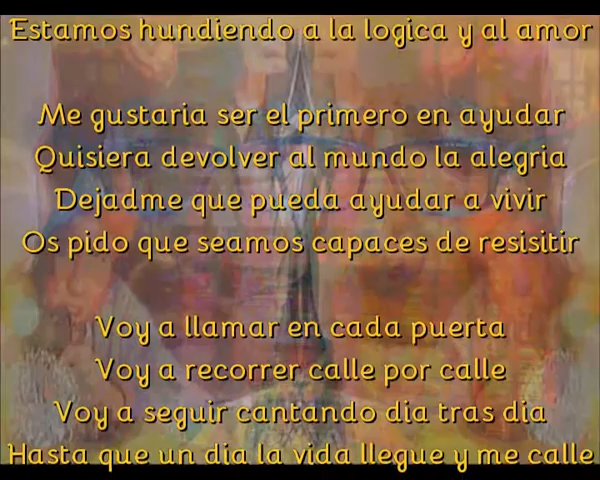 Estamos hundiendo a la logica y al amor
Me gustaria ser el primero en ayudar
Quisiera devolver al mundo la alegria
Dejadme que pueda ayudar a vivir
Os pido que seamos capaces de resisitir
Voy a llamar en cada puerta
Voy a recorrer calle por calle
Voy a seguir cantando dia tras dia
Hasta que un dia la vida llegue y me calle